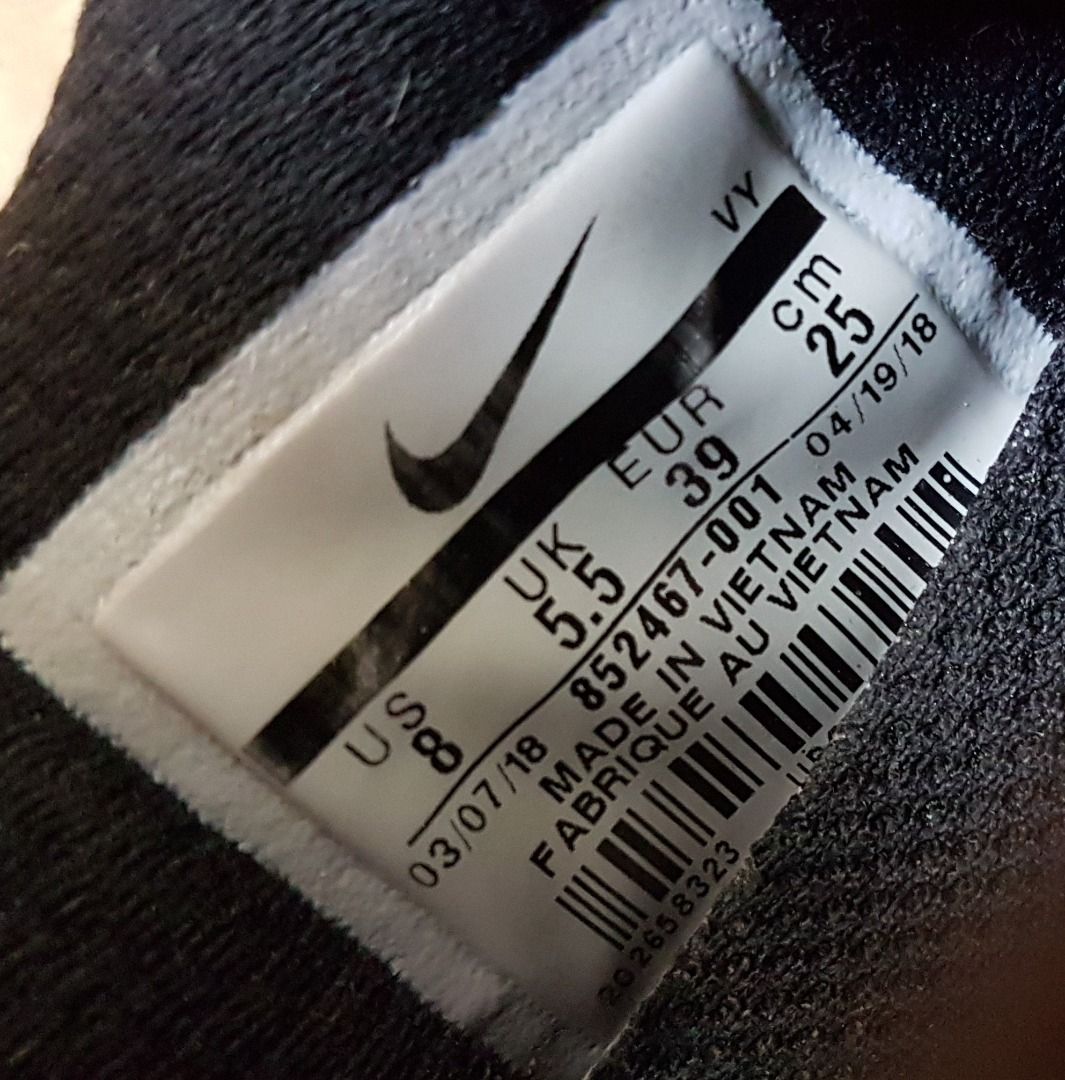 VY
US UK EUR cm
8 5.5 39 25
03/07/18 852467-001 04/19/18
MADE IN VIETNAM
FABRIQUE AU VIETNAM
202658323